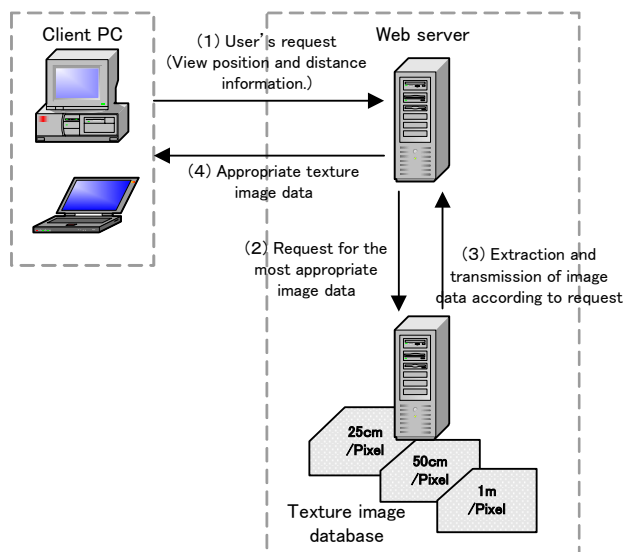 Client PC
(1) User's request
(View position and distance
information.)
Web server
(4) Appropriate texture
image data
(2) Request for the
most appropriate
image data
(3) Extraction and
transmission of image
data according to request
25cm
/Pixel
50cm
/Pixel
1m
/Pixel
Texture image
database